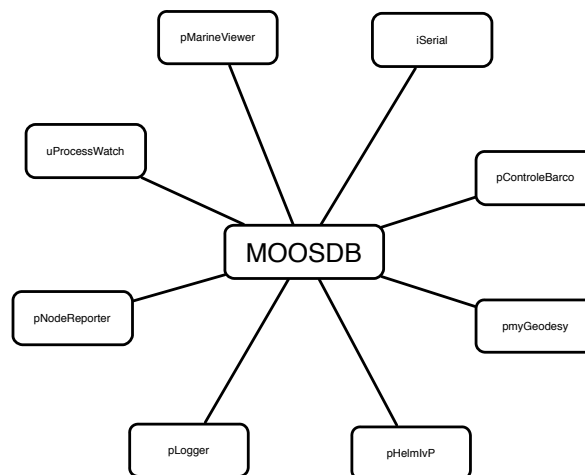 pMarineViewer
iSerial
uProcessWatch
pControleBarco
MOOSDB
pNodeReporter
pmyGeodesy
pLogger
pHelmIvP